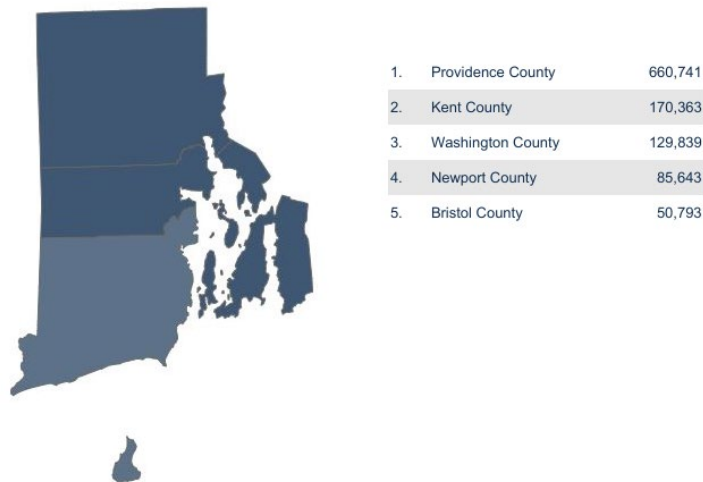 1. Providence County 660,741
2. Kent County 170,363
3. Washington County 129,839
4. Newport County 85,643
5. Bristol County 50,793